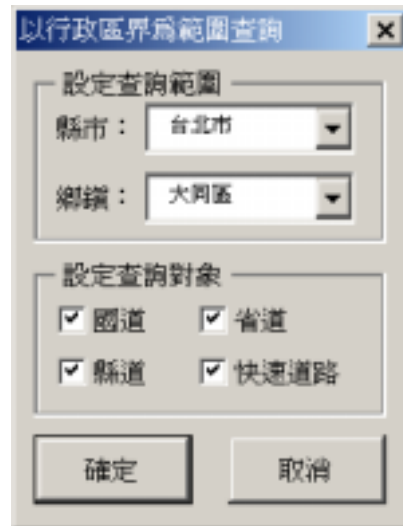 以行政區界為範圍查詢
設定查詢範圍
縣市： 台北市
鄉鎮： 大同區
設定查詢對象
國道 省道
縣道 快速道路
確定 取消